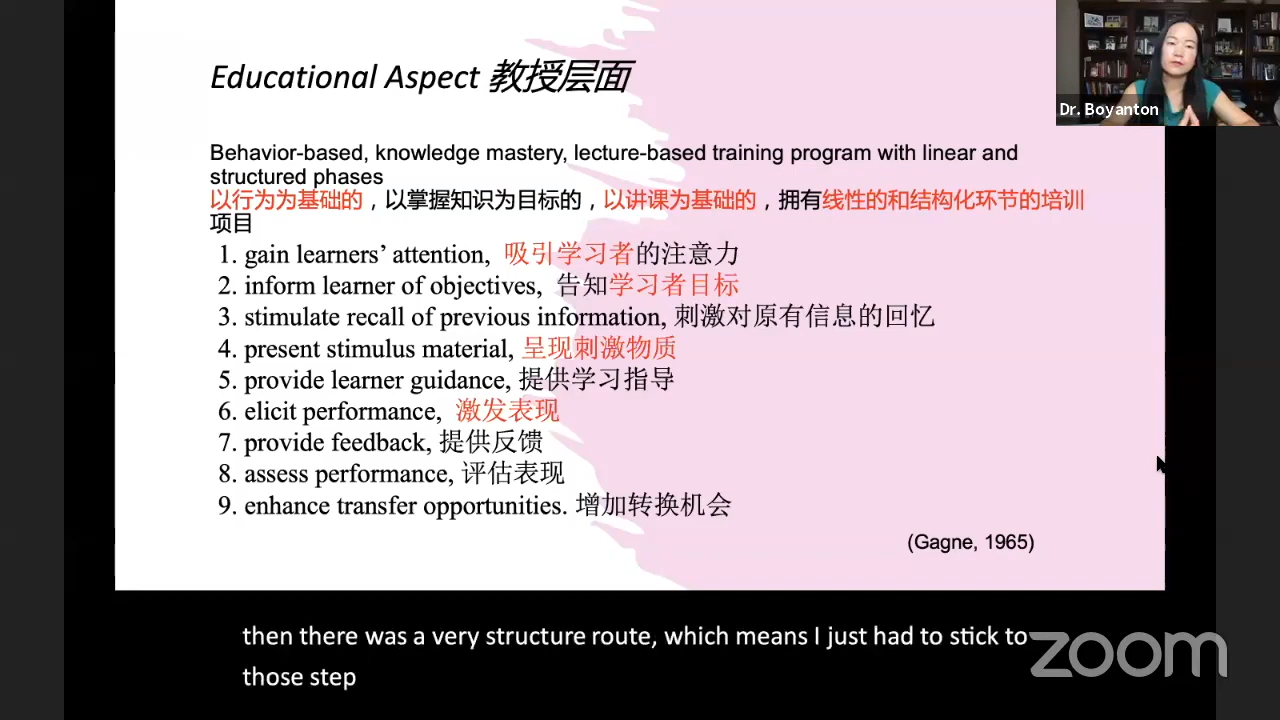 Educational Aspect 教授层面
Dr. Boyanton
Behavior-based, knowledge mastery, lecture-based training program with linear and
structured phases
以行为为基础的，以掌握知识为目标的，以讲课为基础的，拥有线性的和结构化环节的培训
项目
1. gain learners’ attention, 吸引学习者的注意力
2. inform learner of objectives, 告知学习者目标
3. stimulate recall of previous information, 刺激对原有信息的回忆
4. present stimulus material, 呈现刺激物质
5. provide learner guidance, 提供学习指导
6. elicit performance, 激发表现
7. provide feedback, 提供反馈
8. assess performance, 评估表现
9. enhance transfer opportunities. 增加转换机会
(Gagne, 1965)
then there was a very structure route, which means I just had to stick to
those step
zoom